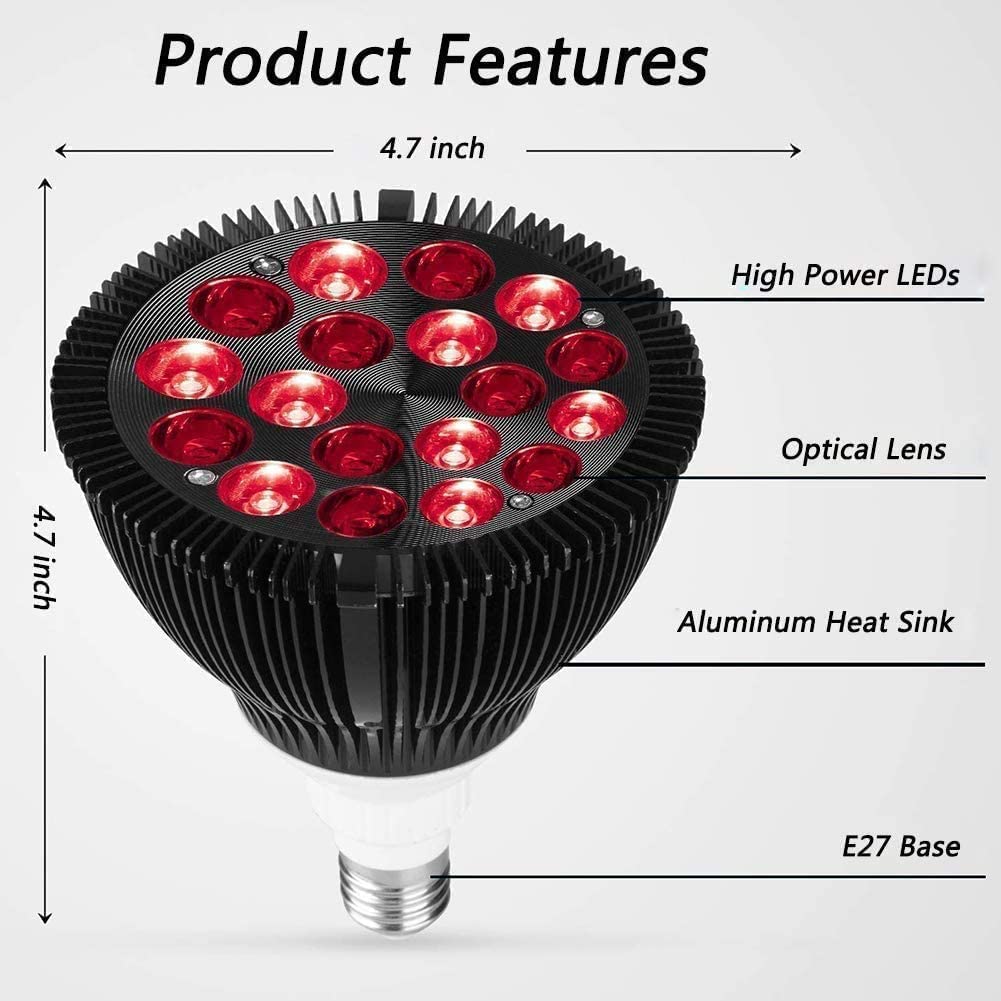 Product Features
4.7 inch
High Power LEDs
Optical Lens
4.7 inch
Aluminum Heat Sink
E27 Base